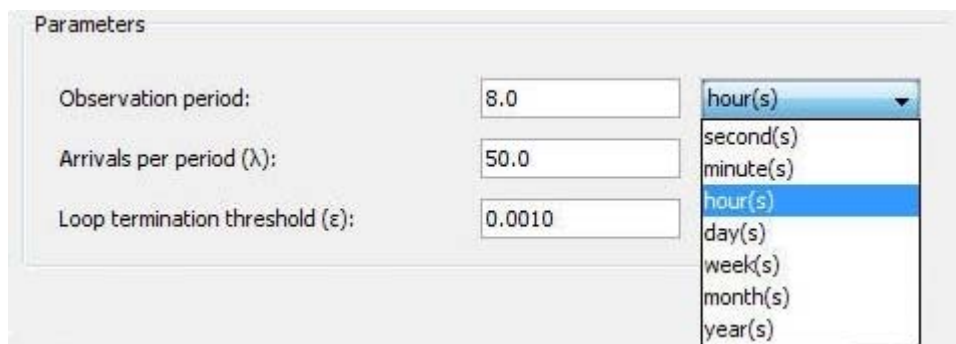 Parameters
Observation period: 8.0 hour(s)
second(s)
Arrivals per period (λ): 50.0 minute(s)
hour(s)
Loop termination threshold (ε): 0.0010
day(s)
week(s)
month(s)
year(s)